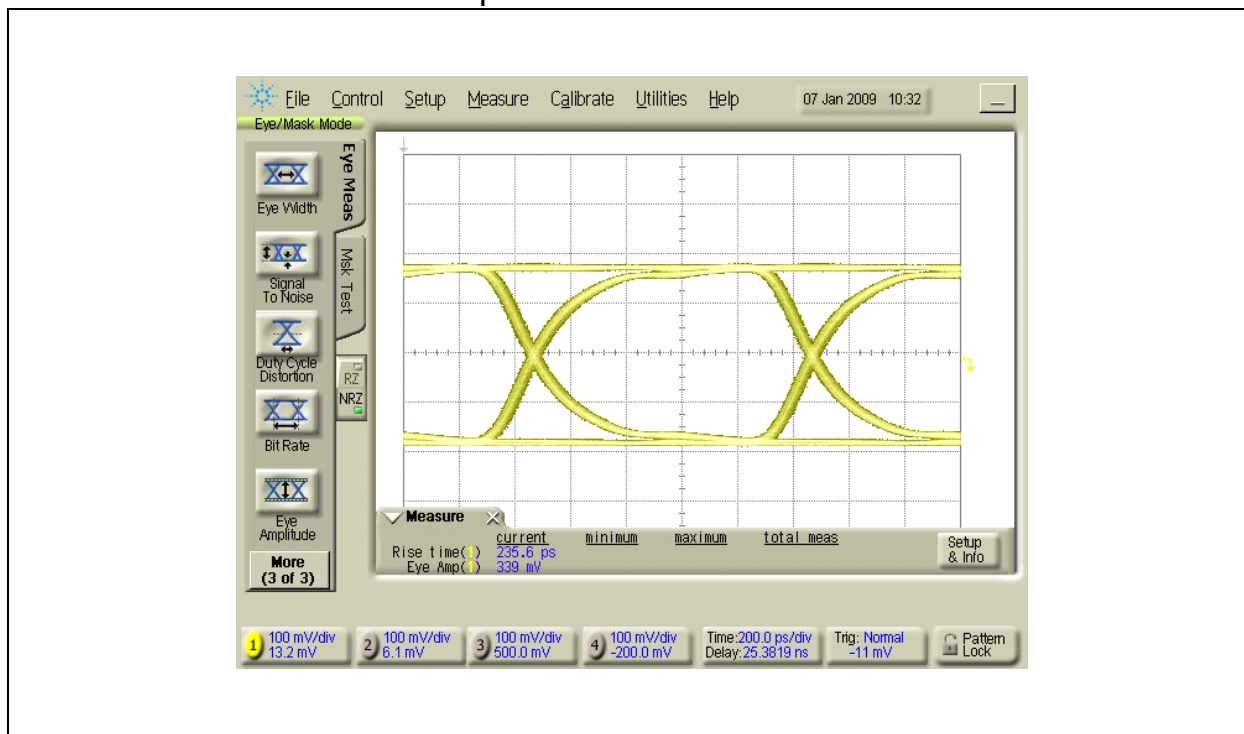 File Control Setup Measure Calibrate Utilities Help 07 Jan 2009 10:32
Eye/Mask Mode
Eye Meas
Msk Test
Eye Width
Signal
To Noise
Duty Cycle
Distortion
RZ
NRZ
Bit Rate
Eye
Amplitude
More
(3 of 3)
Measure
current minimum maximum total meas
Rise time(1) 235.6 ps
Eye Amp(1) 339 mV
Setup
& Info
1 100 mV/div
13.2 mV
2 100 mV/div
6.1 mV
3 100 mV/div
500.0 mV
4 100 mV/div
-200.0 mV
Time:200.0 ps/div
Delay:25.3819 ns
Trig: Normal
-11 mV
Pattern
Lock